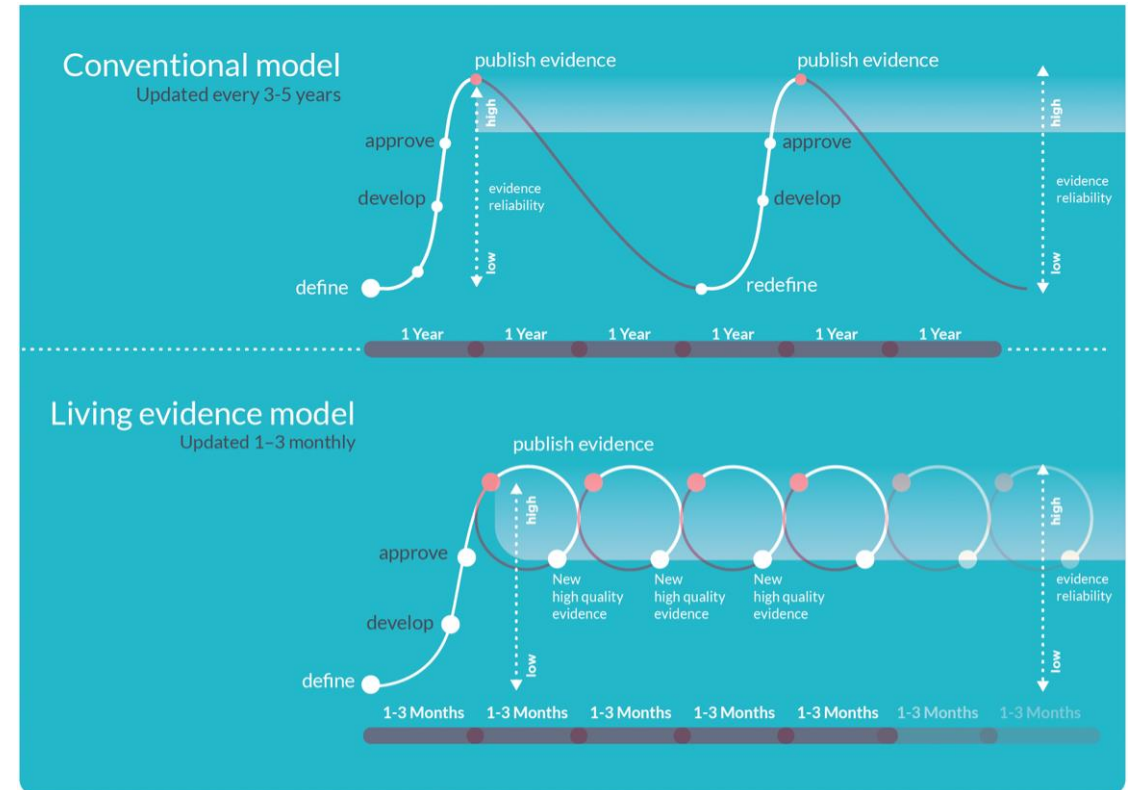 Conventional model
Updated every 3-5 years
publish evidence
publish evidence
high
high
approve
approve
evidence
reliability
evidence
reliability
develop
develop
low
low
define
redefine
1 Year
1 Year
1 Year
1 Year
1 Year
1 Year
Living evidence model
Updated 1–3 monthly
publish evidence
high
high
approve
New
high quality
evidence
New
high quality
evidence
New
high quality
evidence
evidence
reliability
develop
low
low
define
1-3 Months
1-3 Months
1-3 Months
1-3 Months
1-3 Months
1-3 Months
1-3 Months